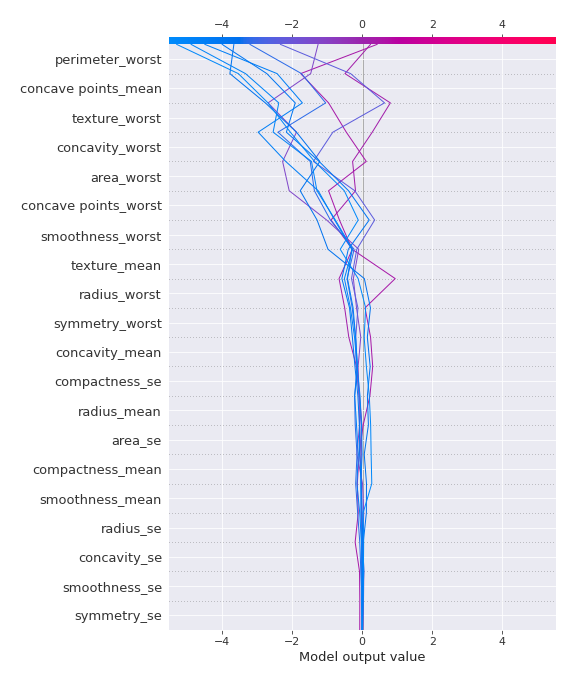 −4 −2 0 2 4
perimeter_worst
concave points_mean
texture_worst
concavity_worst
area_worst
concave points_worst
smoothness_worst
texture_mean
radius_worst
symmetry_worst
concavity_mean
compactness_se
radius_mean
area_se
compactness_mean
smoothness_mean
radius_se
concavity_se
smoothness_se
symmetry_se
−4 −2 0 2 4
Model output value